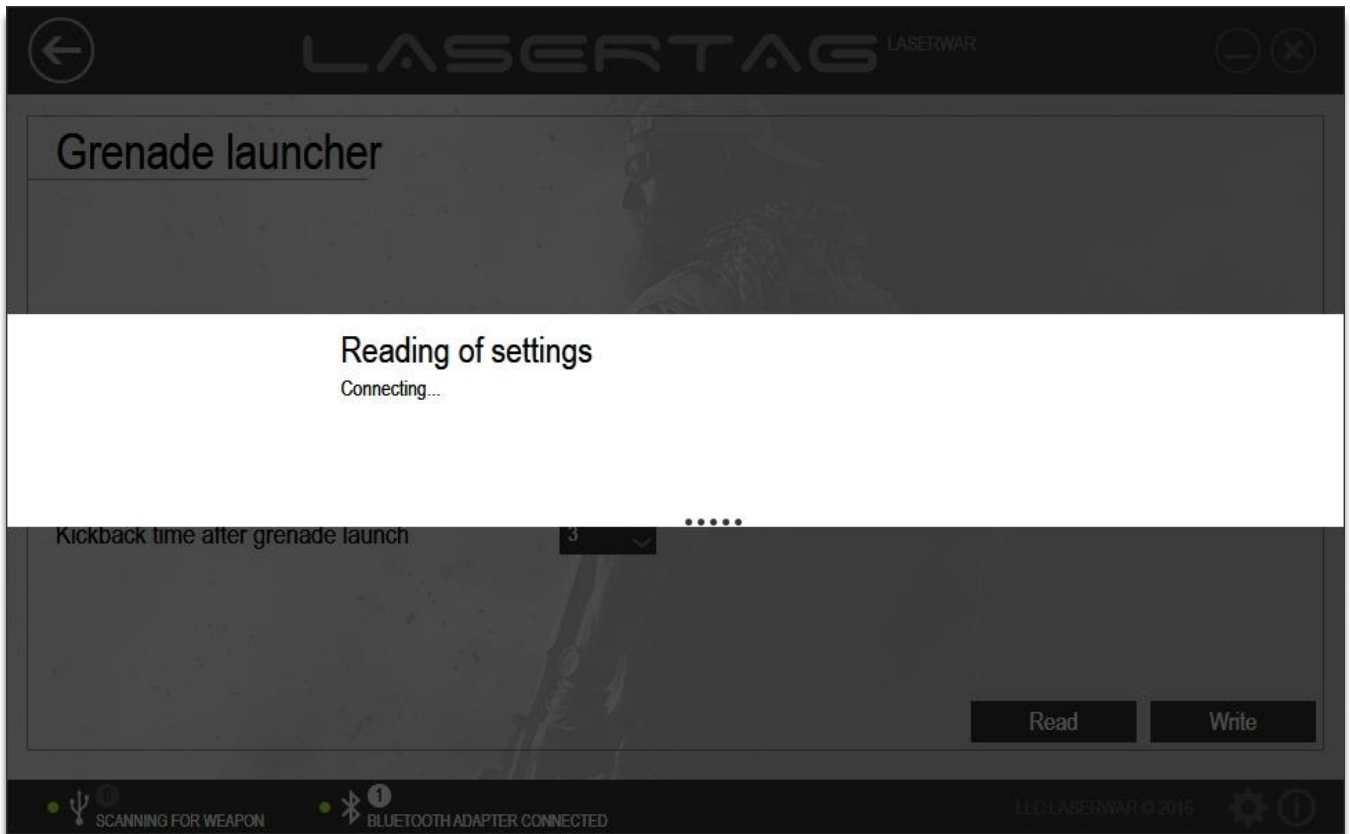 LASERTAG LASERWAR
Grenade launcher
Reading of settings
Connecting...
Kickback time after grenade launch 3
Read Write
0
SCANNING FOR WEAPON
1
BLUETOOTH ADAPTER CONNECTED
LLC LASERWAR © 2016